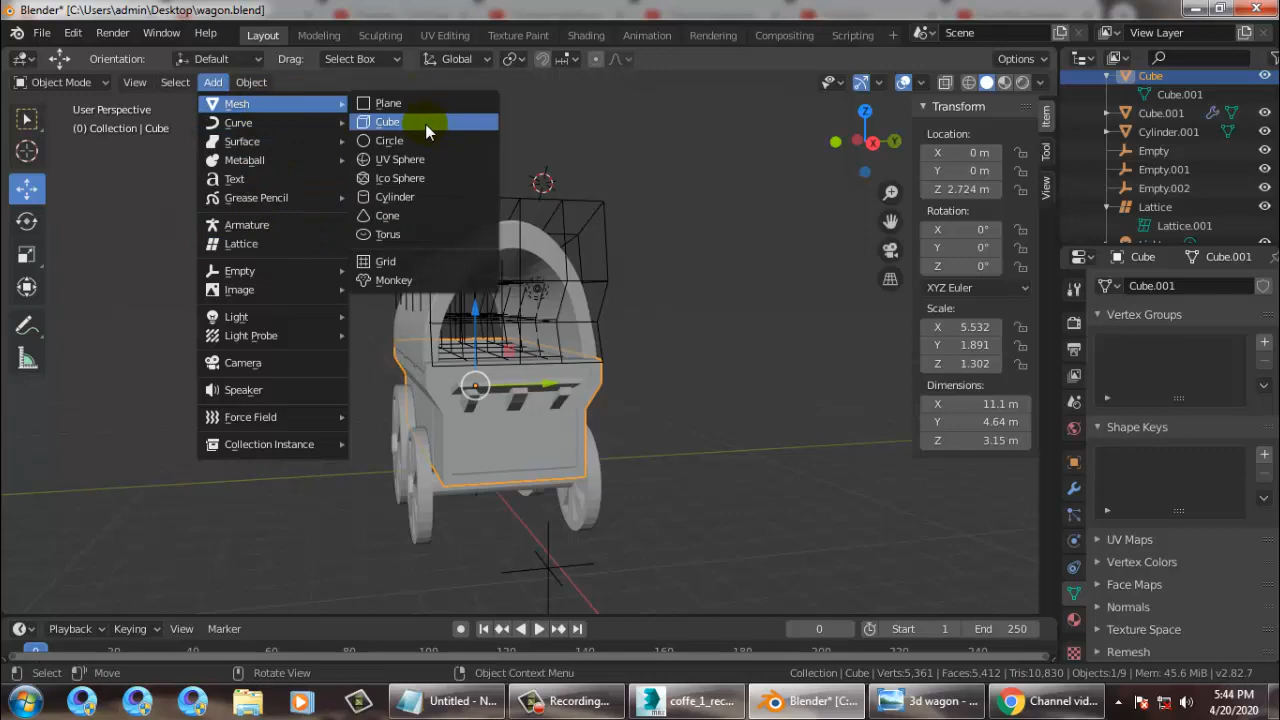 Blender* [C:\Users\admin\Desktop\wagon.blend]
File Edit Render Window Help Layout Modeling Sculpting UV Editing Texture Paint Shading Animation Rendering Compositing Scripting Scene View Layer
Orientation: Default Drag: Select Box Global Options
Object Mode View Select Add Object
User Perspective
(0) Collection | Cube
Mesh
Curve
Surface
Metaball
Text
Grease Pencil
Armature
Lattice
Empty
Image
Light
Light Probe
Camera
Speaker
Force Field
Collection Instance
Plane
Cube
Circle
UV Sphere
Ico Sphere
Cylinder
Cone
Torus
Grid
Monkey
X
Y
Z
Transform
Location:
X 0 m
Y 0 m
Z 2.724 m
Rotation:
X 0°
Y 0°
Z 0°
XYZ Euler
Scale:
X 5.532
Y 1.891
Z 1.302
Dimensions:
X 11.1 m
Y 4.64 m
Z 3.15 m
Item
Tool
View
Cube
Cube.001
Cube.001
Cylinder.001
Empty
Empty.001
Empty.002
Lattice
Lattice.001
Cube Cube.001
Cube.001
Vertex Groups
Shape Keys
UV Maps
Vertex Colors
Face Maps
Normals
Texture Space
Remesh
Playback Keying View Marker 0 Start 1 End 250
0
Select Move Rotate View Object Context Menu Collection | Cube | Verts:5,361 | Faces:5,412 | Tris:10,830 | Objects:1/9 | Mem: 45.6 MiB | v2.82.7
Untitled - N... Recording... coffe_1_rec... Blender* [C:... 3d wagon - ... Channel vid...
5:44 PM
4/20/2020